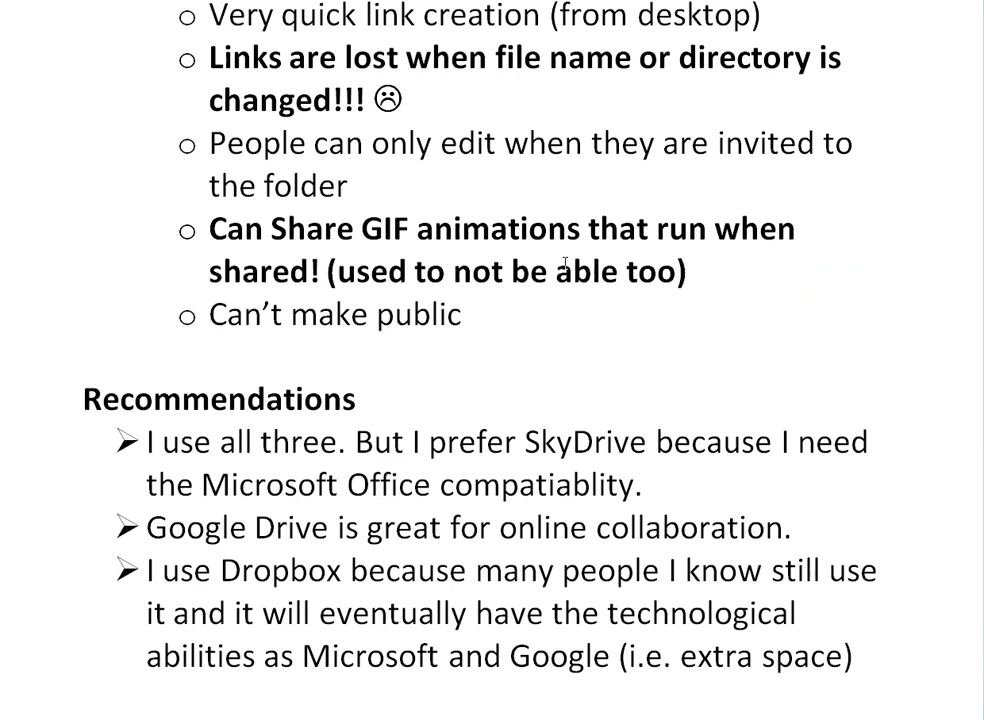 o Very quick link creation (from desktop)
o Links are lost when file name or directory is
changed!!! ☹
o People can only edit when they are invited to
the folder
o Can Share GIF animations that run when
shared! (used to not be able too)
o Can’t make public
Recommendations
➢ I use all three. But I prefer SkyDrive because I need
the Microsoft Office compatiablity.
➢ Google Drive is great for online collaboration.
➢ I use Dropbox because many people I know still use
it and it will eventually have the technological
abilities as Microsoft and Google (i.e. extra space)